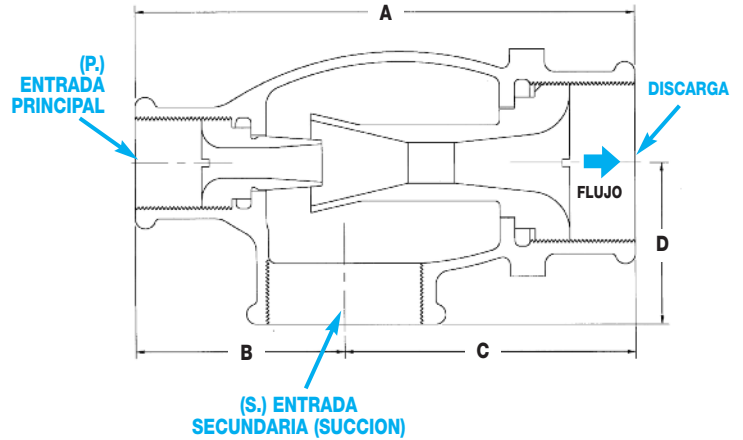 A
(P.)
ENTRADA
PRINCIPAL
DISCARGA
FLUJO
D
B
C
(S.) ENTRADA
SECUNDARIA (SUCCION)